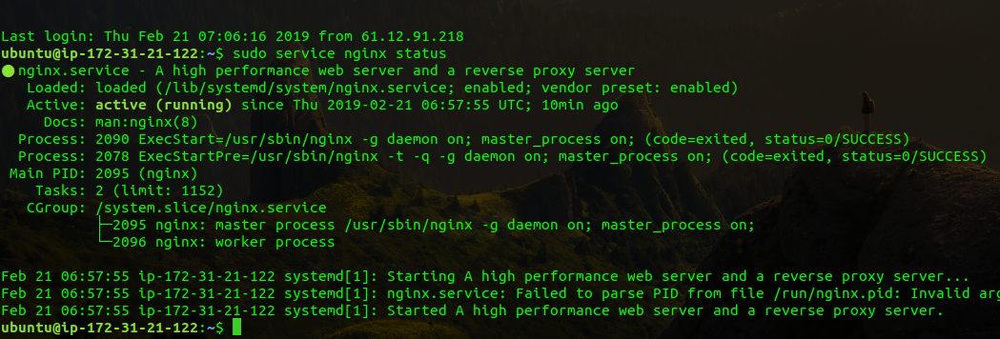 Last login: Thu Feb 21 07:06:16 2019 from 61.12.91.218
ubuntu@ip-172-31-21-122:~$ sudo service nginx status
● nginx.service - A high performance web server and a reverse proxy server
   Loaded: loaded (/lib/systemd/system/nginx.service; enabled; vendor preset: enabled)
   Active: active (running) since Thu 2019-02-21 06:57:55 UTC; 10min ago
     Docs: man:nginx(8)
  Process: 2090 ExecStart=/usr/sbin/nginx -g daemon on; master_process on; (code=exited, status=0/SUCCESS)
  Process: 2078 ExecStartPre=/usr/sbin/nginx -t -q -g daemon on; master_process on; (code=exited, status=0/SUCCESS)
 Main PID: 2095 (nginx)
    Tasks: 2 (limit: 1152)
   CGroup: /system.slice/nginx.service
           ├─2095 nginx: master process /usr/sbin/nginx -g daemon on; master_process on;
           └─2096 nginx: worker process

Feb 21 06:57:55 ip-172-31-21-122 systemd[1]: Starting A high performance web server and a reverse proxy server...
Feb 21 06:57:55 ip-172-31-21-122 systemd[1]: nginx.service: Failed to parse PID from file /run/nginx.pid: Invalid arg
Feb 21 06:57:55 ip-172-31-21-122 systemd[1]: Started A high performance web server and a reverse proxy server.
ubuntu@ip-172-31-21-122:~$